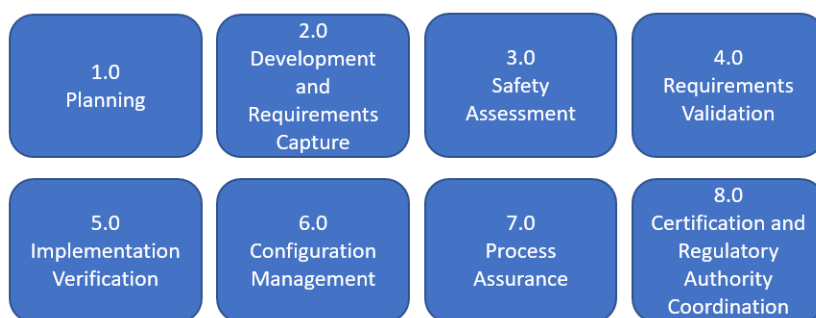 1.0
Planning
2.0
Development
and
Requirements
Capture
3.0
Safety
Assessment
4.0
Requirements
Validation
5.0
Implementation
Verification
6.0
Configuration
Management
7.0
Process
Assurance
8.0
Certification and
Regulatory
Authority
Coordination